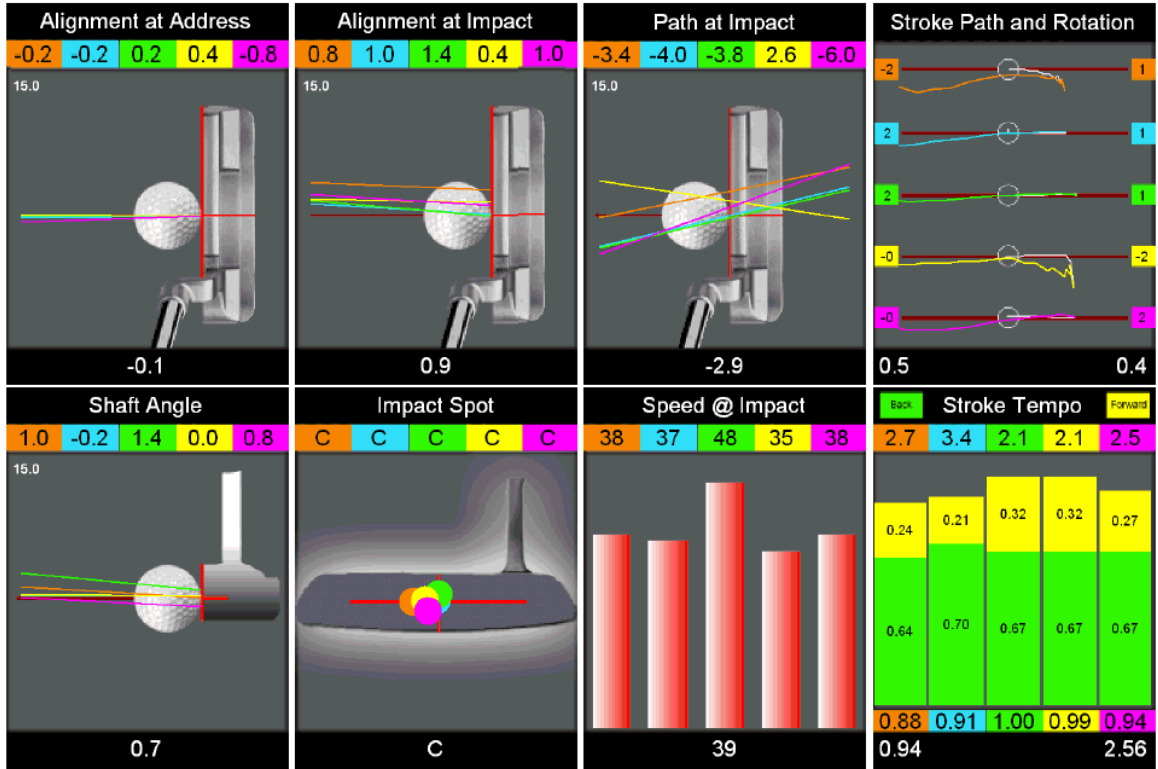 Alignment at Address
-0.2 -0.2 0.2 0.4 -0.8
15.0
-0.1
Alignment at Impact
0.8 1.0 1.4 0.4 1.0
15.0
0.9
Path at Impact
-3.4 -4.0 -3.8 2.6 -6.0
15.0
-2.9
Stroke Path and Rotation
-2 1
2 1
2 1
-0 -2
-0 2
0.5 0.4
Shaft Angle
1.0 -0.2 1.4 0.0 0.8
15.0
0.7
Impact Spot
C C C C C
C
Speed @ Impact
38 37 48 35 38
39
Back Stroke Tempo Forward
2.7 3.4 2.1 2.1 2.5
0.24 0.21 0.32 0.32 0.27
0.64 0.70 0.67 0.67 0.67
0.88 0.91 1.00 0.99 0.94
0.94 2.56